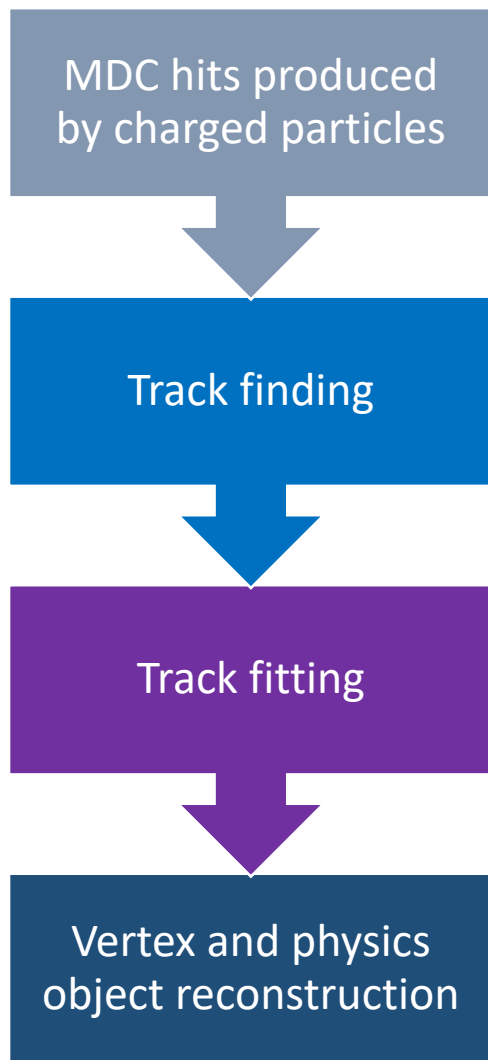 MDC hits produced
by charged particles
Track finding
Track fitting
Vertex and physics
object reconstruction